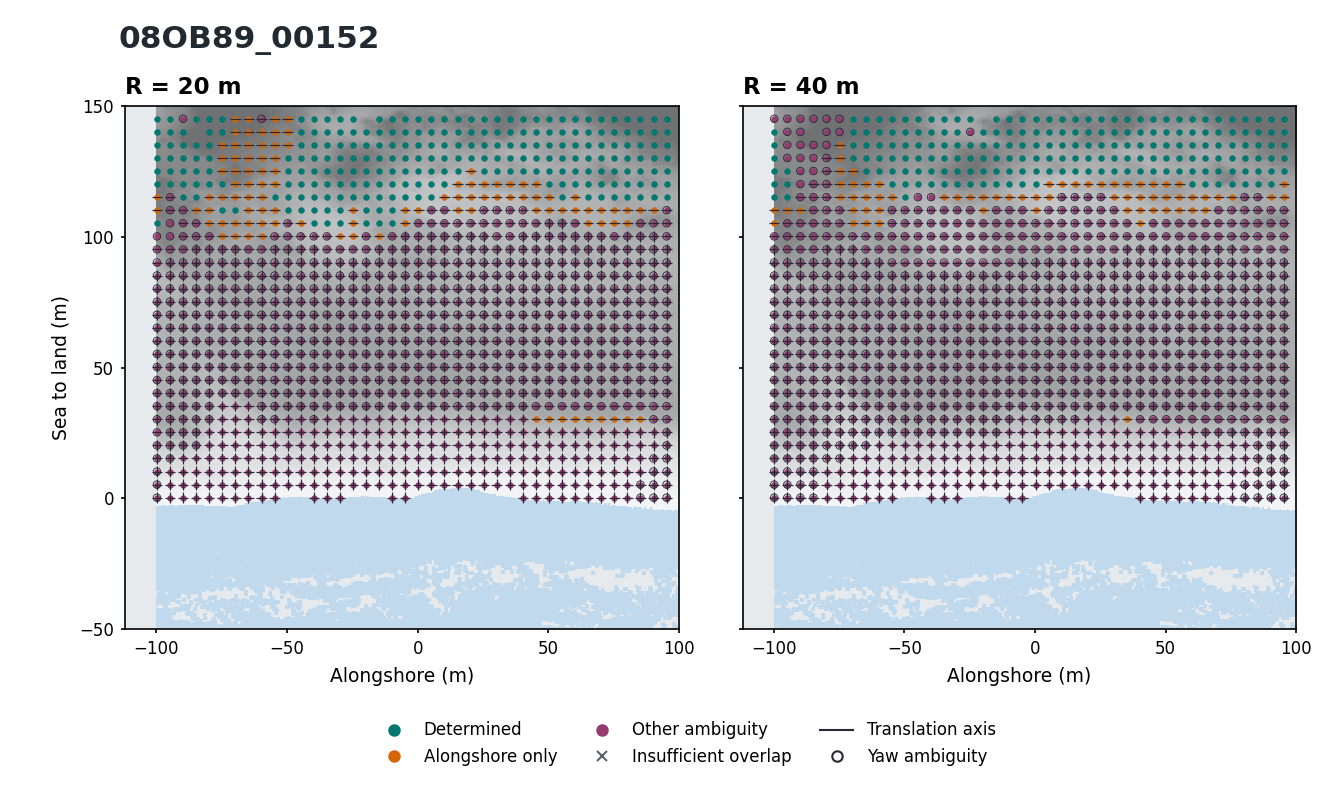 08OB89_00152
R = 20 m
R = 40 m
150
100
50
0
−50
Sea to land (m)
−100
−50
0
50
100
−100
−50
0
50
100
Alongshore (m)
Alongshore (m)
Determined
Other ambiguity
Translation axis
Alongshore only
Insufficient overlap
Yaw ambiguity